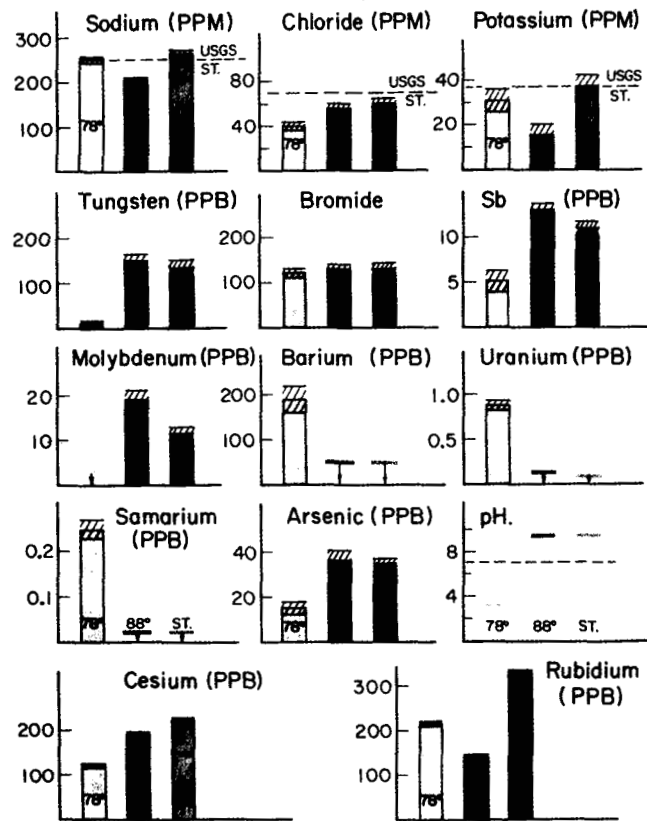 Sodium (PPM) Chloride (PPM) Potassium (PPM)
300
200
100
78°
USGS
ST.
80
40
78°
USGS
ST.
40
20
78°
USGS
ST.
Tungsten (PPB) Bromide Sb (PPB)
200
100
200
100
10
5
Molybdenum (PPB) Barium (PPB) Uranium (PPB)
20
10
200
100
1.0
0.5
Samarium (PPB) Arsenic (PPB) pH.
0.2
0.1
78° 88° ST.
40
20
78°
8
4
78° 88° ST.
Cesium (PPB) Rubidium (PPB)
200
100
78°
300
200
100
78°